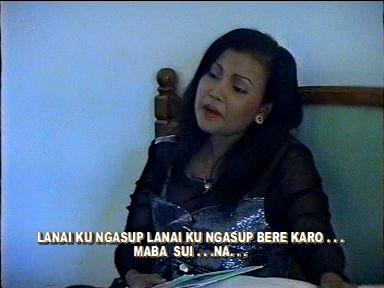 LANAI KU NGASUP LANAI KU NGASUP BERE KARO . . .
MABA SUI . . .NA. . .